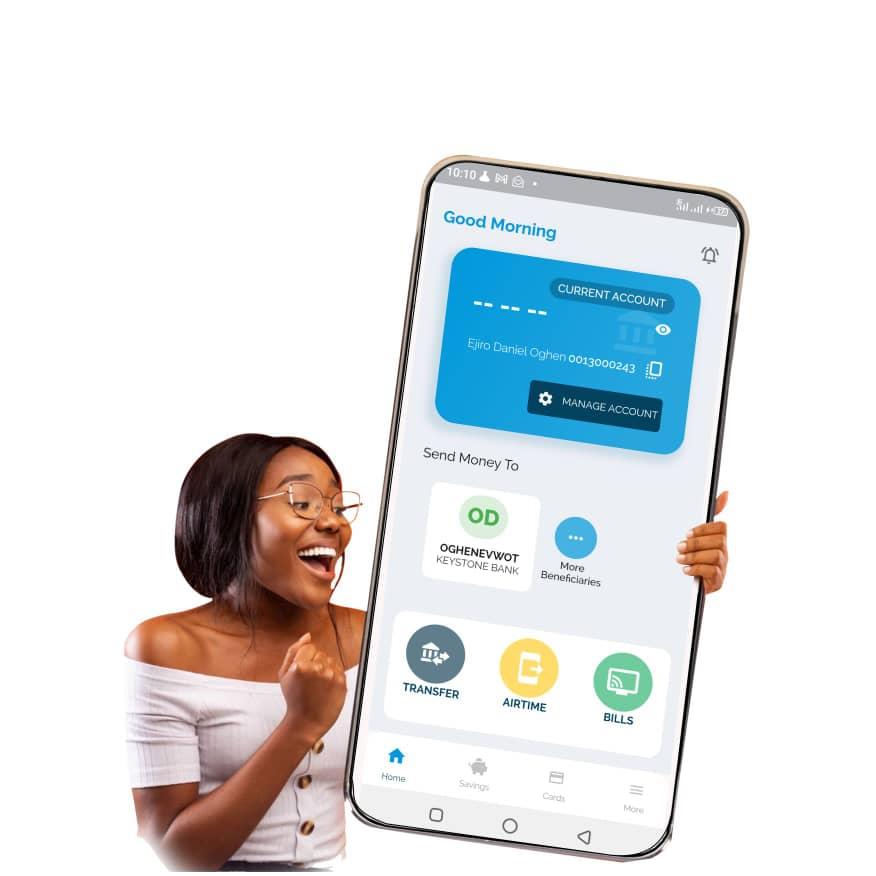 10:10
Good Morning
CURRENT ACCOUNT
-- -- --
Ejiro Daniel Oghen 0013000243
MANAGE ACCOUNT
Send Money To
OD
OGHENEVWOT
KEYSTONE BANK
More
Beneficiaries
TRANSFER
AIRTIME
BILLS
Home
Savings
Cards
More